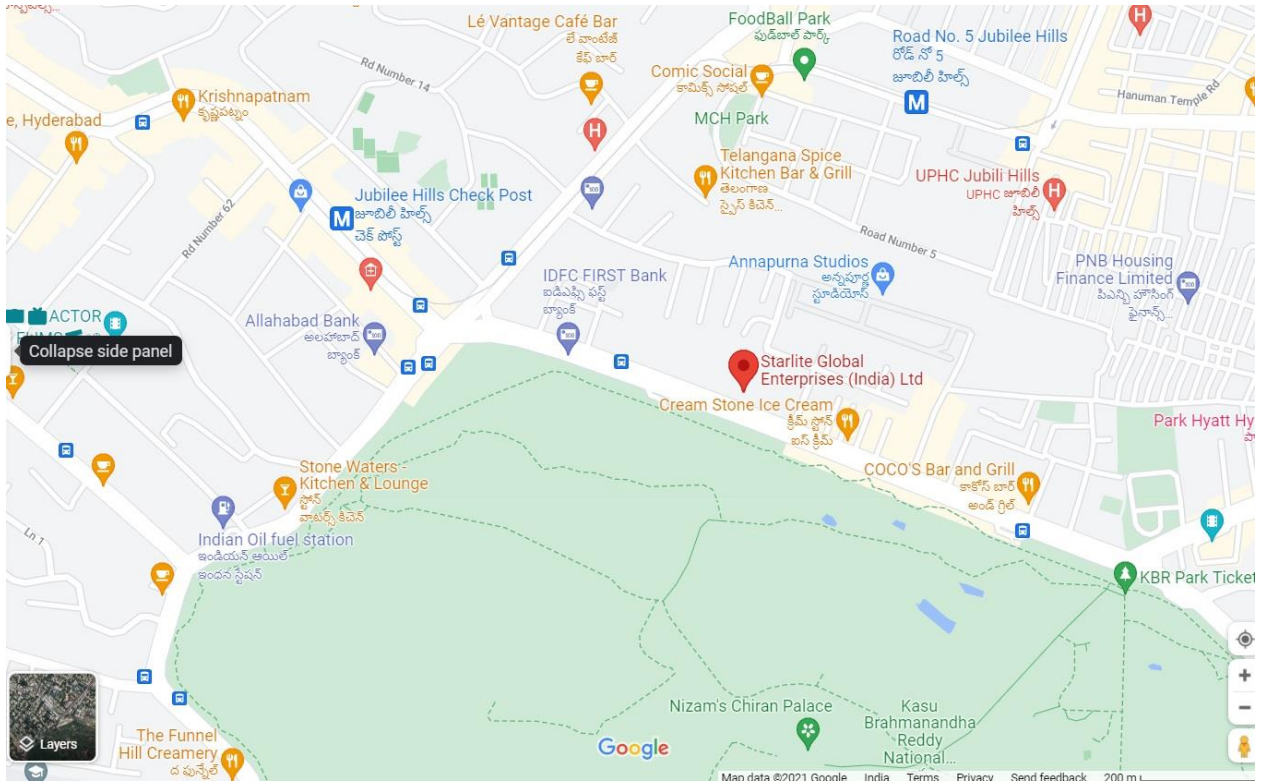 Lé Vantage Café Bar
లే వాంటేజ్
కేఫ్ బార్
FoodBall Park
ఫుడ్‌బాల్ పార్క్
Road No. 5 Jubilee Hills
రోడ్ నో 5
జూబిలీ హిల్స్
Rd Number 14
Comic Social
కామిక్స్ సోషల్
Hanuman Temple Rd
Krishnapatnam
కృష్ణపట్నం
MCH Park
e, Hyderabad
Telangana Spice
Kitchen Bar & Grill
తెలంగాణ
స్పైస్ కిచెన్...
UPHC Jubili Hills
UPHC జూబిలీ
హిల్స్
Jubilee Hills Check Post
జూబిలీ హిల్స్
చెక్ పోస్ట్
Rd Number 62
Road Number 5
IDFC FIRST Bank
ఐడిఎఫ్సి ఫస్ట్
బ్యాంక్
Annapurna Studios
అన్నపూర్ణ
స్టూడియోస్
PNB Housing
Finance Limited
పిఎన్బి హౌసింగ్
ఫైనాన్స్...
ACTOR
Allahabad Bank
అలహాబాద్
బ్యాంక్
Collapse side panel
Starlite Global
Enterprises (India) Ltd
Cream Stone Ice Cream
క్రీమ్ స్టోన్
ఐస్ క్రీమ్
Park Hyatt Hy
Stone Waters -
Kitchen & Lounge
స్టోన్
వాటర్స్ కిచెన్
COCO'S Bar and Grill
కాకోస్ బార్
అండ్ గ్రిల్
Indian Oil fuel station
ఇండియన్ ఆయిల్
ఇంధన స్టేషన్
Ln 1
KBR Park Ticket
Nizam's Chiran Palace
Kasu
Brahmanandha
Reddy
National...
The Funnel
Hill Creamery
ద ఫన్నేల్
Layers
Google
Map data ©2021 Google India Terms Privacy Send feedback 200 m